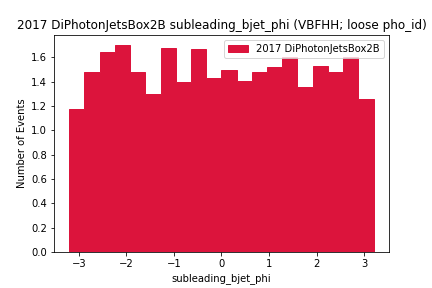 2017 DiPhotonJetsBox2B subleading_bjet_phi (VBFHH; loose pho_id)
2017 DiPhotonJetsBox2B
Number of Events
1.6
1.4
1.2
1.0
0.8
0.6
0.4
0.2
0.0
−3 −2 −1 0 1 2 3
subleading_bjet_phi